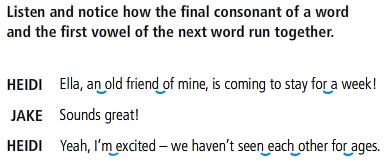 Listen and notice how the final consonant of a word
and the first vowel of the next word run together.
HEIDI Ella, an old friend of mine, is coming to stay for a week!
JAKE Sounds great!
HEIDI Yeah, I'm excited – we haven't seen each other for ages.